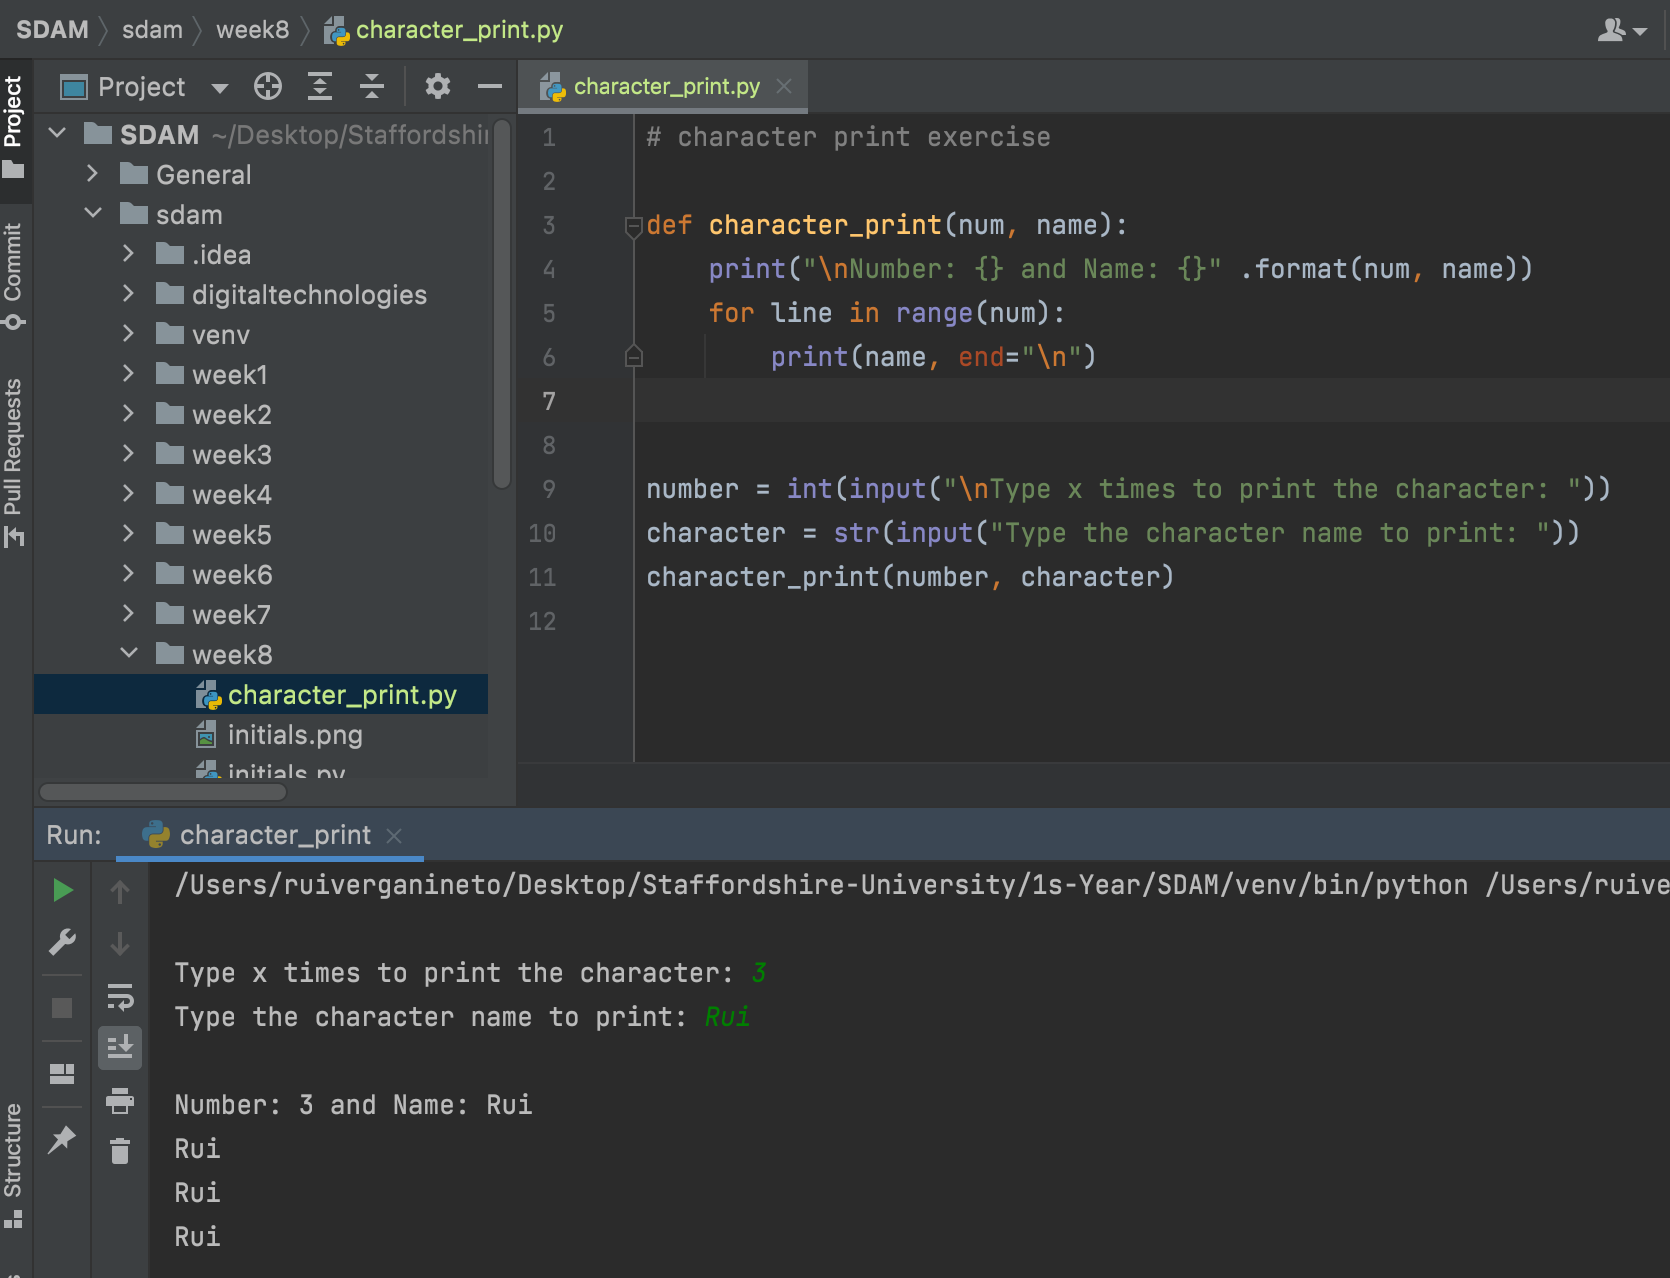 SDAM sdam week8 character_print.py
Project
Project
Commit
Pull Requests
Structure
SDAM ~/Desktop/Staffordshi
General
sdam
.idea
digitaltechnologies
venv
week1
week2
week3
week4
week5
week6
week7
week8
character_print.py
initials.png
initials.py
character_print.py
1 # character print exercise
2
3 def character_print(num, name):
4 print("\nNumber: {} and Name: {}" .format(num, name))
5 for line in range(num):
6 print(name, end="\n")
7
8
9 number = int(input("\nType x times to print the character: "))
10 character = str(input("Type the character name to print: "))
11 character_print(number, character)
12
Run: character_print
/Users/ruiverganineto/Desktop/Staffordshire-University/1s-Year/SDAM/venv/bin/python /Users/ruive
Type x times to print the character: 3
Type the character name to print: Rui
Number: 3 and Name: Rui
Rui
Rui
Rui